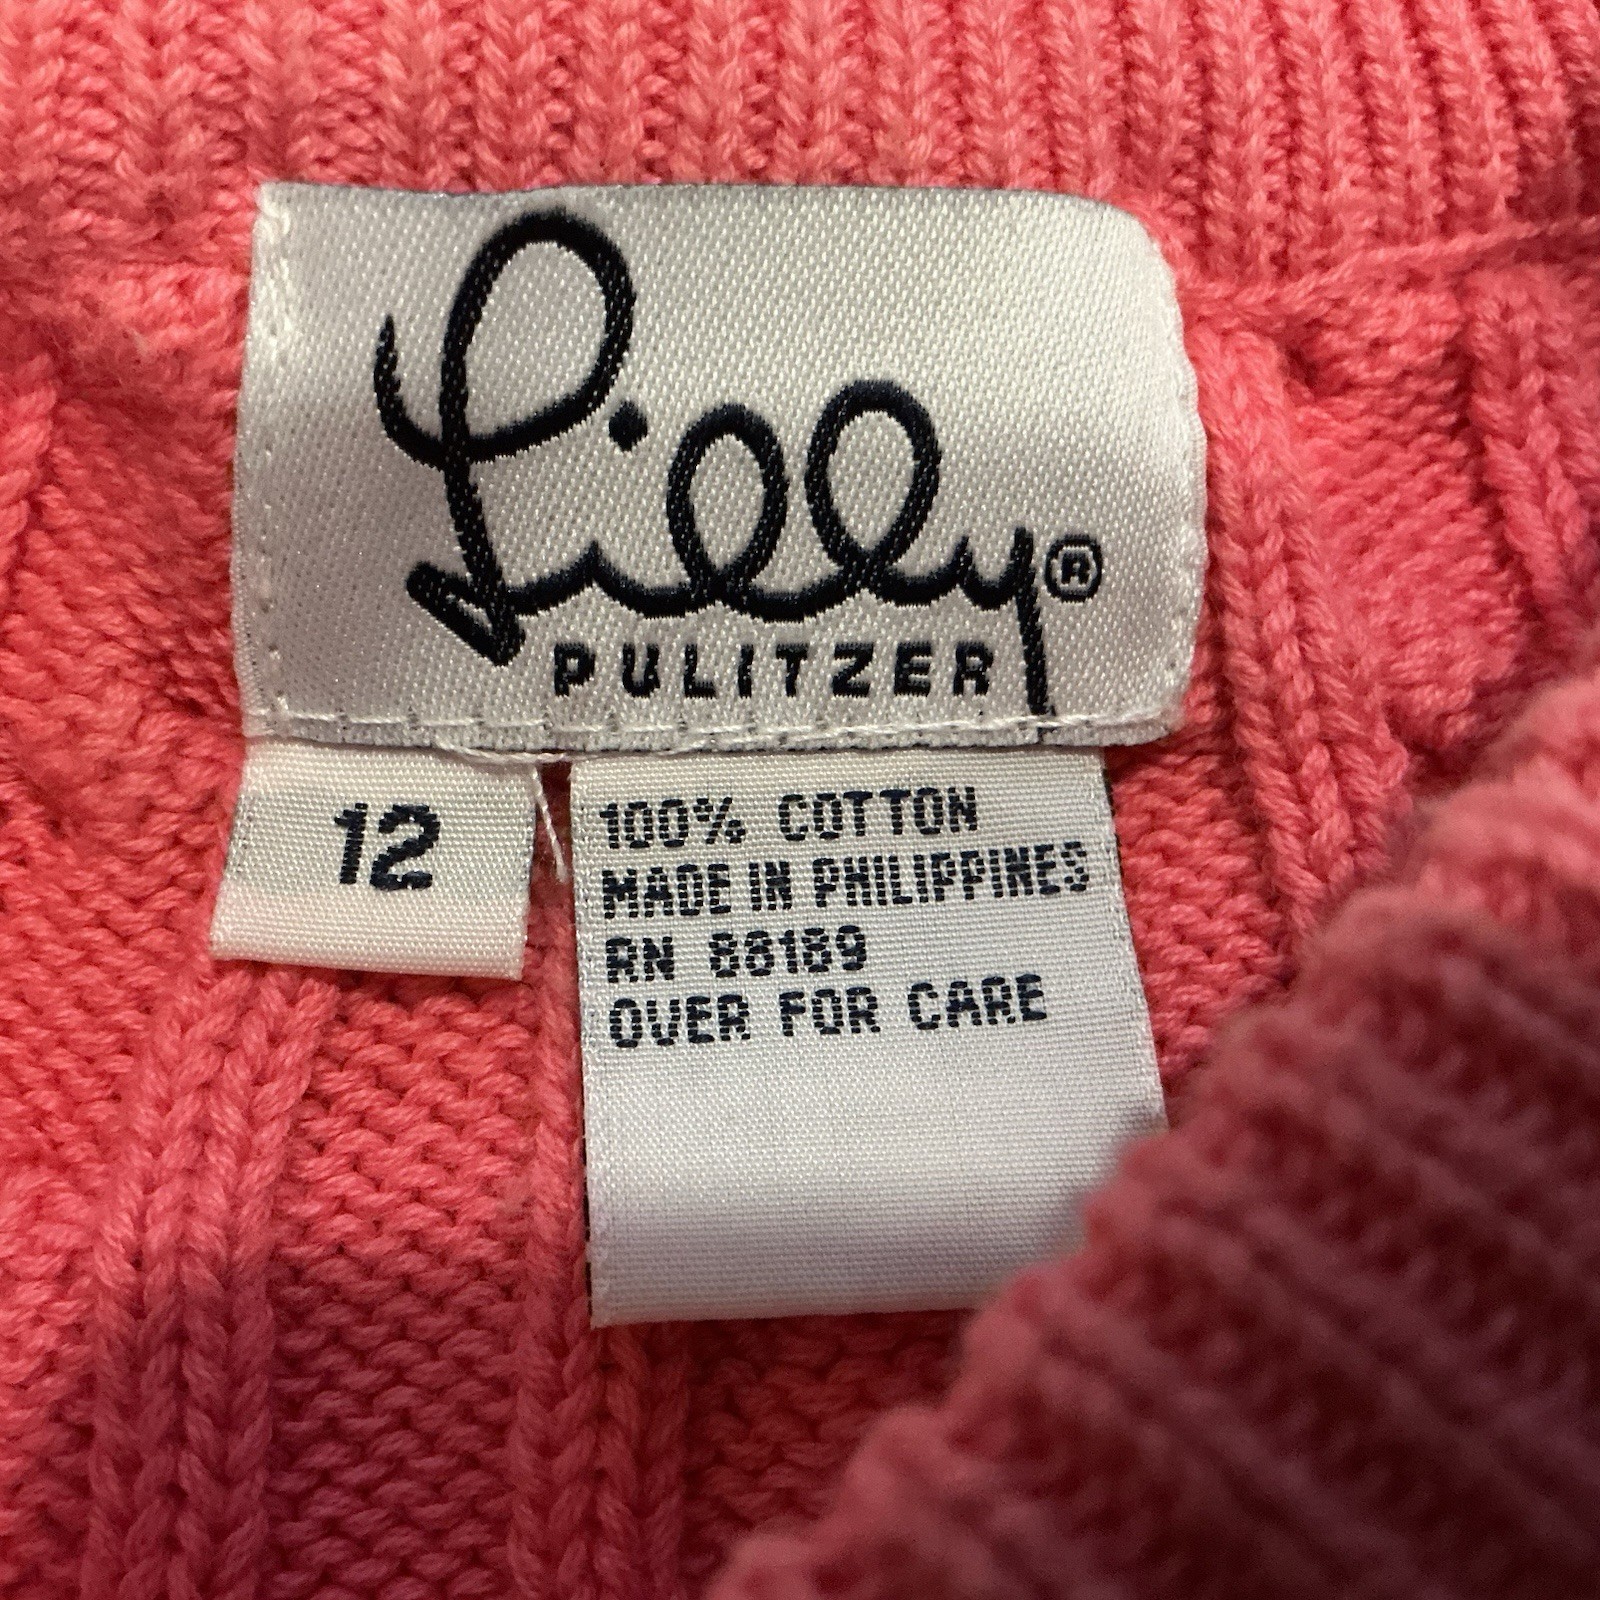 Lilly®
PULITZER
12
100% COTTON
MADE IN PHILIPPINES
RN 88189
OVER FOR CARE